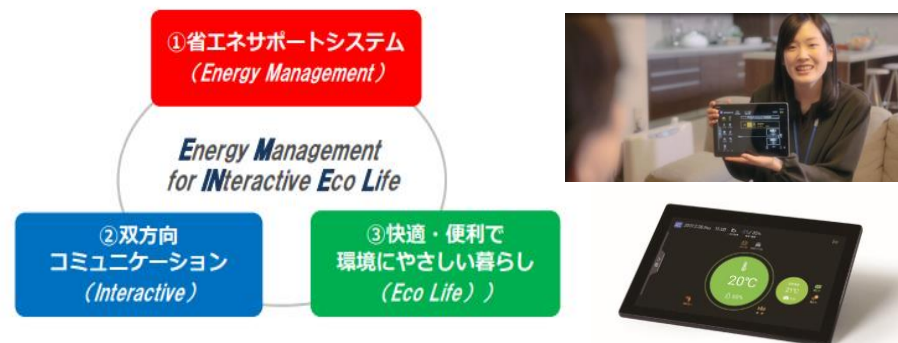 ①省エネサポートシステム
(Energy Management)
Energy Management
for INteractive Eco Life
②双方向
コミュニケーション
(Interactive)
③快適・便利で
環境にやさしい暮らし
(Eco Life))
20℃
21℃